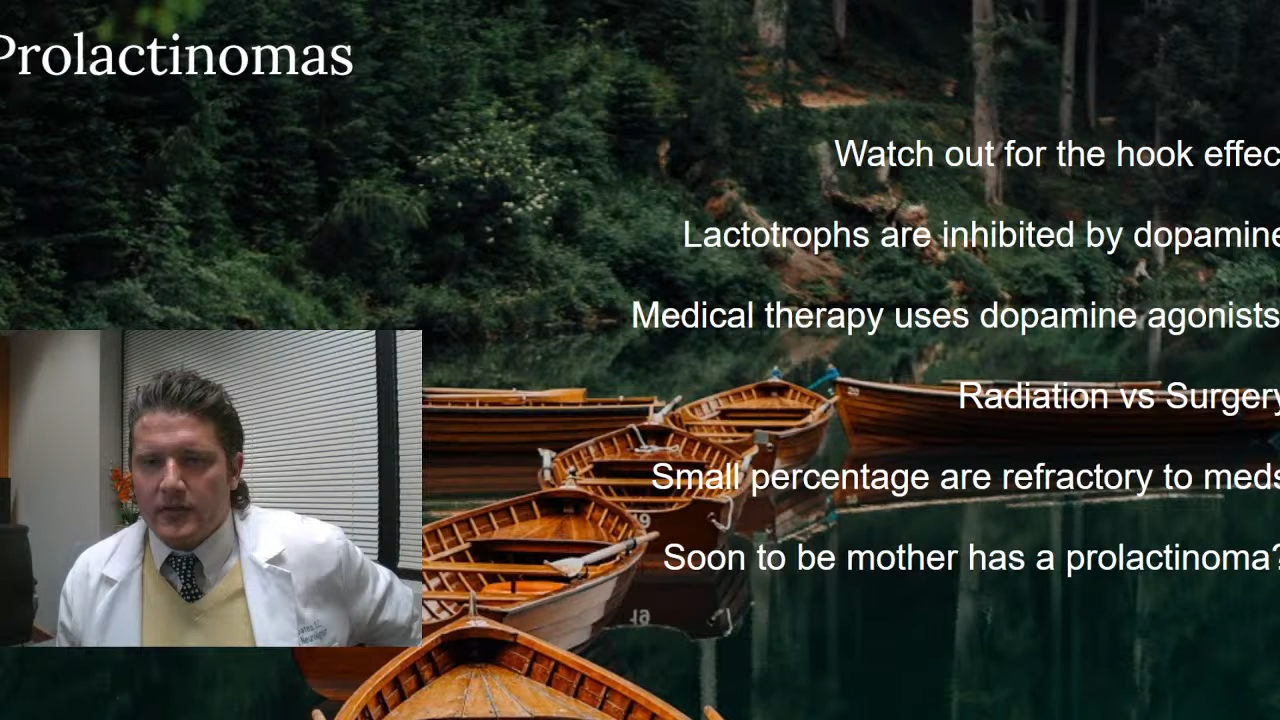 Prolactinomas
Watch out for the hook effec
Lactotrophs are inhibited by dopamine
Medical therapy uses dopamine agonists
Radiation vs Surgery
Small percentage are refractory to meds
Soon to be mother has a prolactinoma?
19